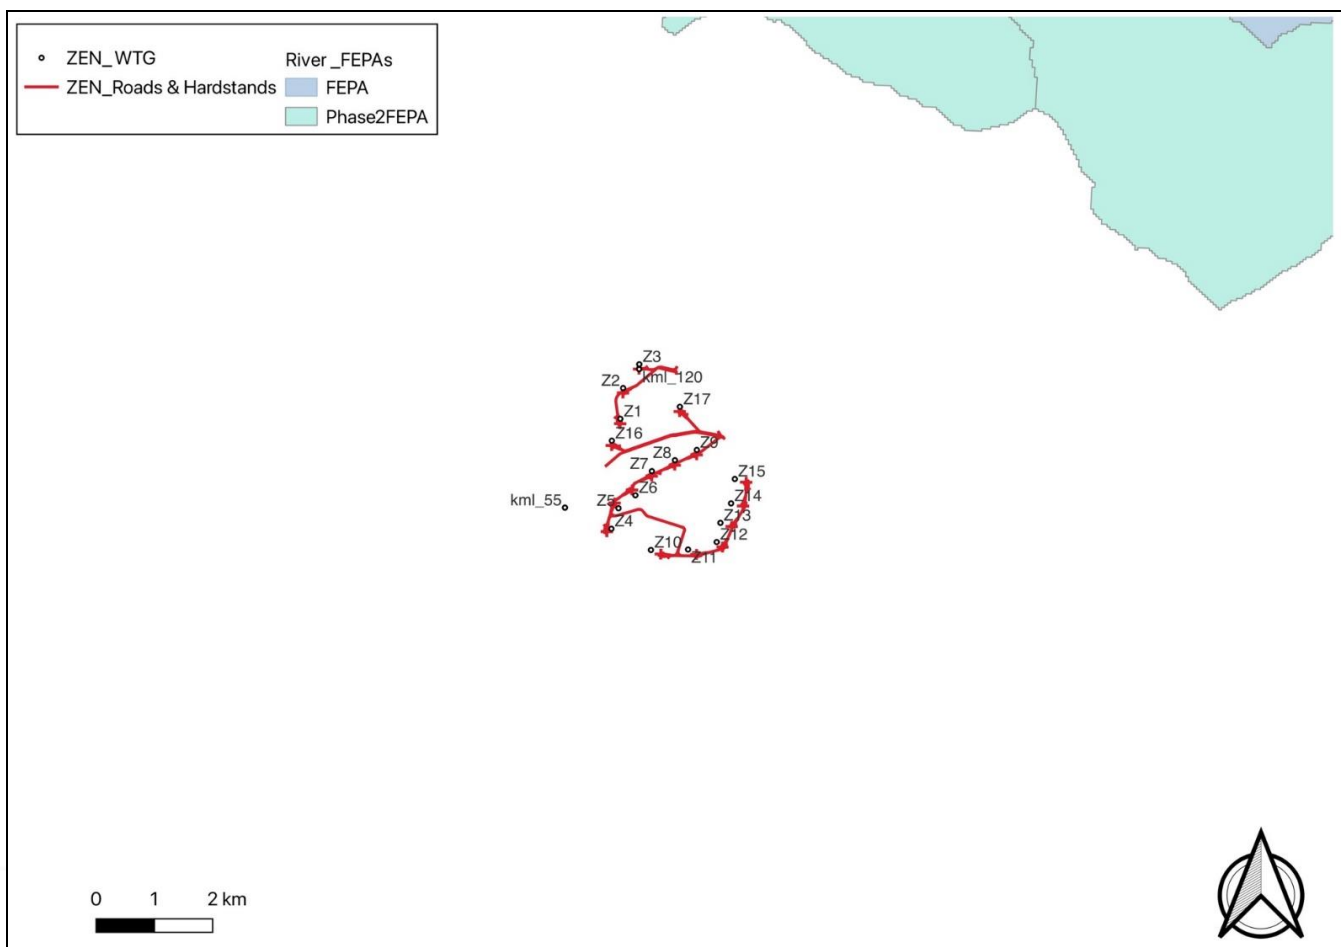 ZEN_WTG
ZEN_Roads & Hardstands
River _FEPAs
FEPA
Phase2FEPA
Z3
kml_120
Z2
Z17
Z1
Z16
Z9
Z8
Z7
Z15
Z6
Z14
kml_55
Z5
Z4
Z13
Z12
Z10
Z11
0 1 2 km